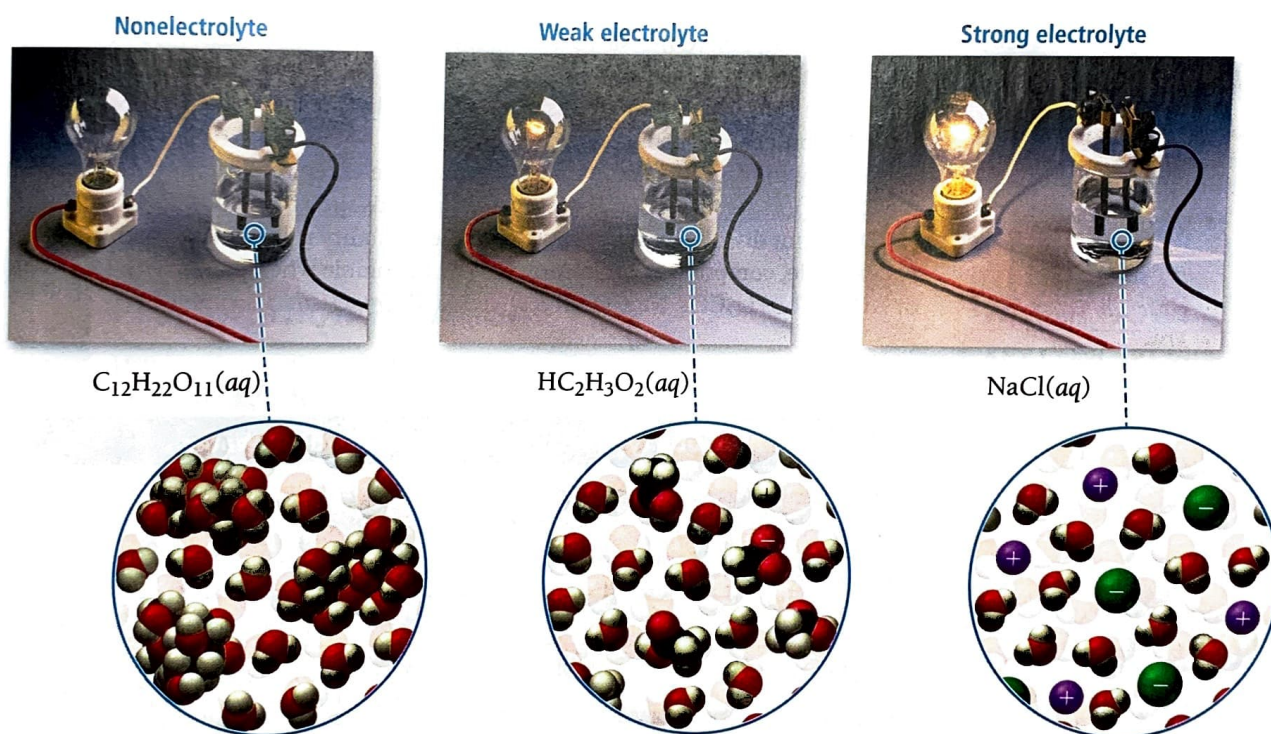 Nonelectrolyte
Weak electrolyte
Strong electrolyte
C₁₂H₂₂O₁₁(aq)
HC₂H₃O₂(aq)
NaCl(aq)
+
−
+
−
+
−
+
−
+